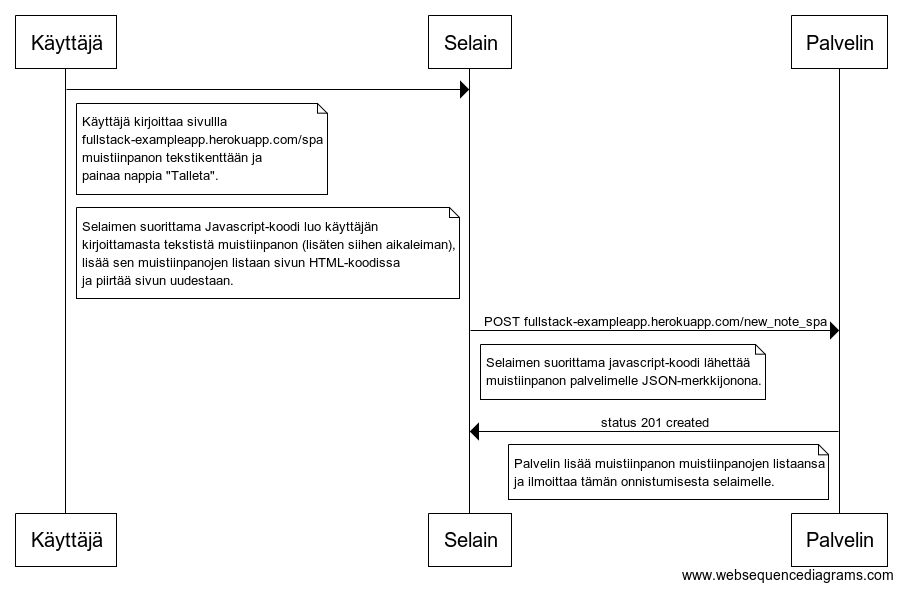 Käyttäjä
Selain
Palvelin
Käyttäjä kirjoittaa sivullla
fullstack-exampleapp.herokuapp.com/spa
muistiinpanon tekstikenttään ja
painaa nappia "Talleta".
Selaimen suorittama Javascript-koodi luo käyttäjän
kirjoittamasta tekstistä muistiinpanon (lisäten siihen aikaleiman),
lisää sen muistiinpanojen listaan sivun HTML-koodissa
ja piirtää sivun uudestaan.
POST fullstack-exampleapp.herokuapp.com/new_note_spa
Selaimen suorittama javascript-koodi lähettää
muistiinpanon palvelimelle JSON-merkkijonona.
status 201 created
Palvelin lisää muistiinpanon muistiinpanojen listaansa
ja ilmoittaa tämän onnistumisesta selaimelle.
Käyttäjä
Selain
Palvelin
www.websequencediagrams.com